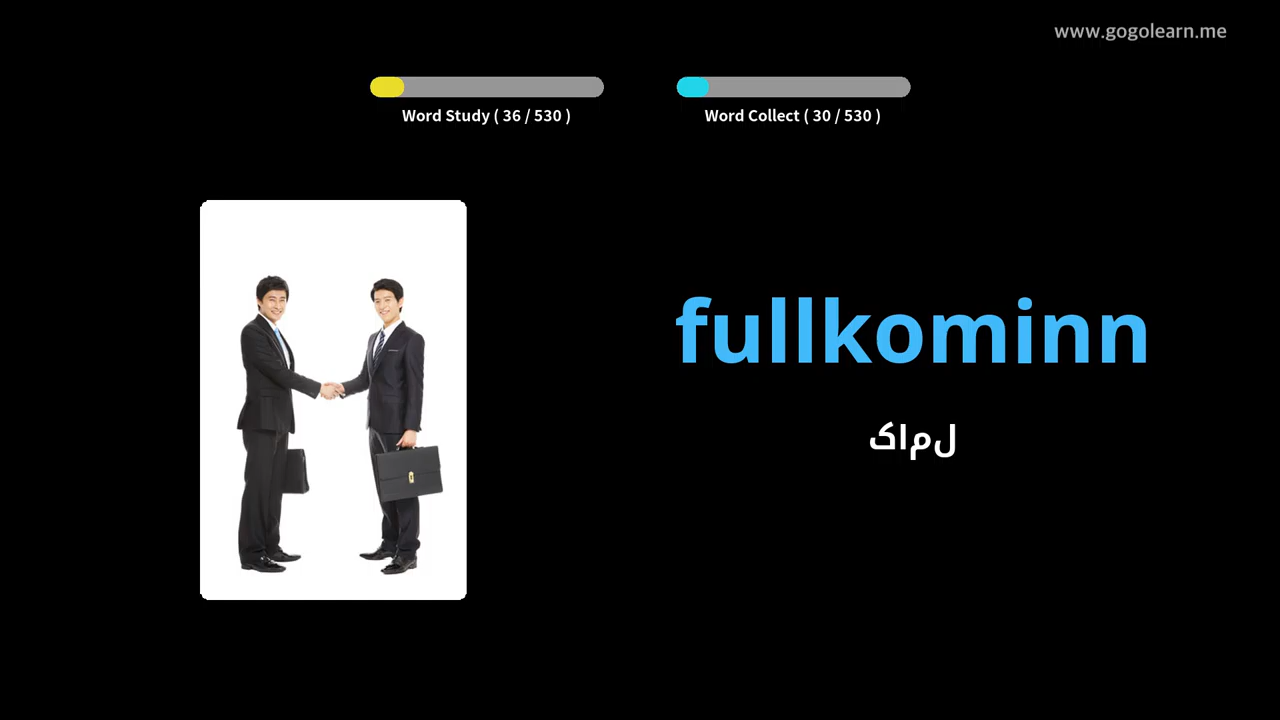 www.gogolearn.me
Word Study ( 36 / 530 )
Word Collect ( 30 / 530 )
fullkominn
کامل